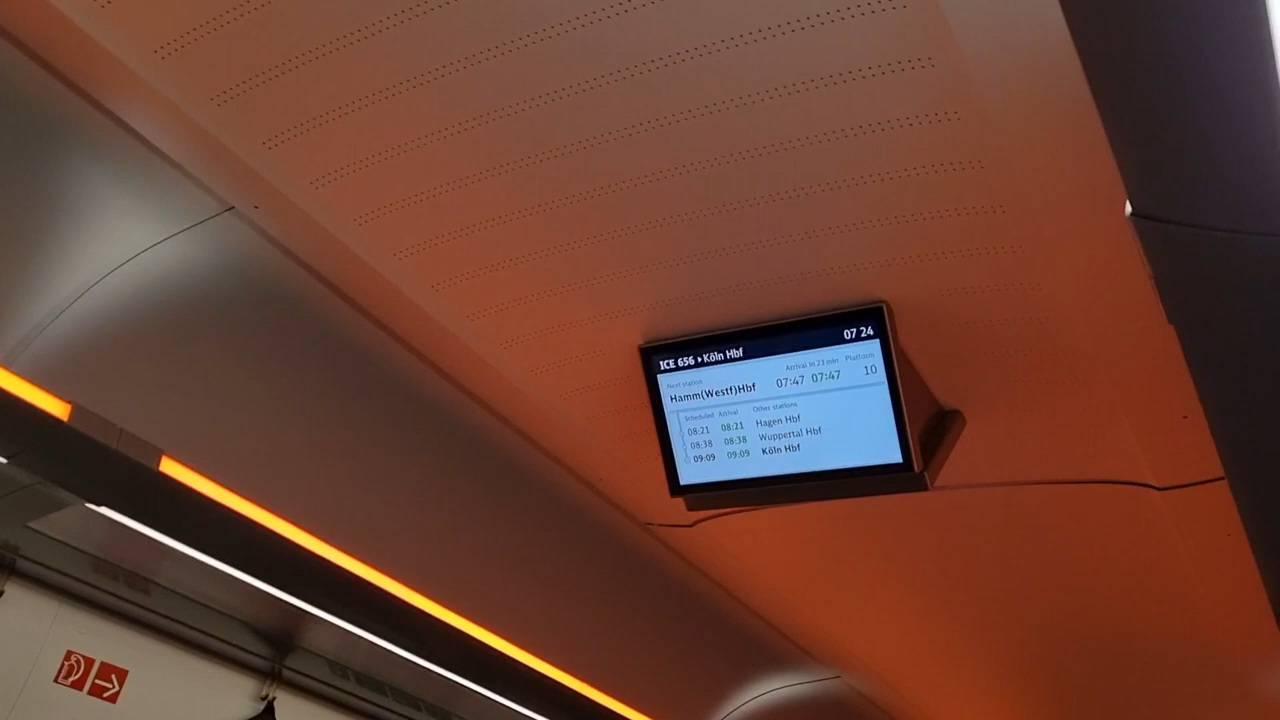 ICE 656 ▸ Köln Hbf 07 24
Next station Arrival in 23 min Platform
Hamm(Westf)Hbf 07:47 07:47 10
Scheduled Arrival Other stations
08:21 08:21 Hagen Hbf
08:38 08:38 Wuppertal Hbf
09:09 09:09 Köln Hbf